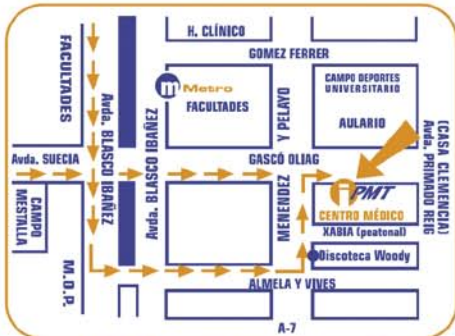 H. CLÍNICO
GOMEZ FERRER
FACULTADES
Avda. BLASCO IBAÑEZ
m Metro
FACULTADES
Avda. BLASCO IBAÑEZ
MENENDEZ Y PELAYO
CAMPO DEPORTES
UNIVERSITARIO
AULARIO
(CASA CLEMENCIA)
Avda. PRIMADO REIG
Avda. SUECIA
GASCÓ OLIAG
CAMPO
MESTALLA
PMT
CENTRO MÉDICO
XABIA (peatonal)
Discoteca Woody
M.O.P.
ALMELA Y VIVES
A-7